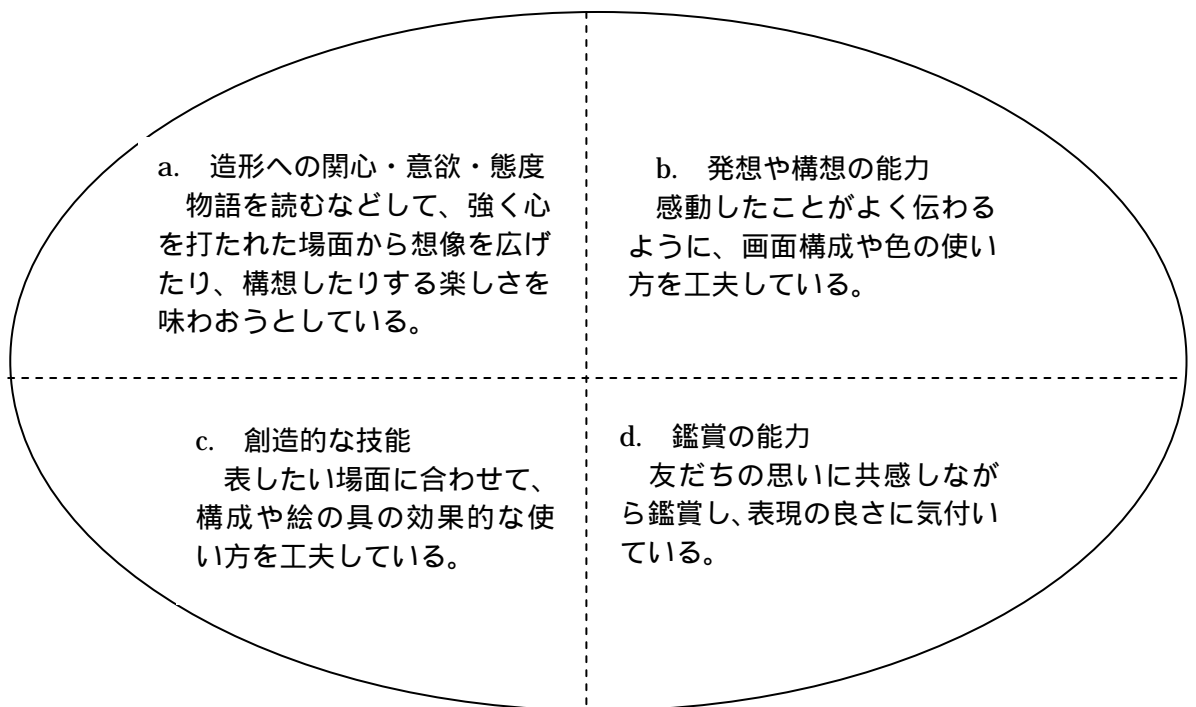 a. 造形への関心・意欲・態度
物語を読むなどして、強く心
を打たれた場面から想像を広げ
たり、構想したりする楽しさを
味わおうとしている。
b. 発想や構想の能力
感動したことがよく伝わる
ように、画面構成や色の使い
方を工夫している。
c. 創造的な技能
表したい場面に合わせて、
構成や絵の具の効果的な使
い方を工夫している。
d. 鑑賞の能力
友だちの思いに共感しなが
ら鑑賞し、表現の良さに気付い
ている。